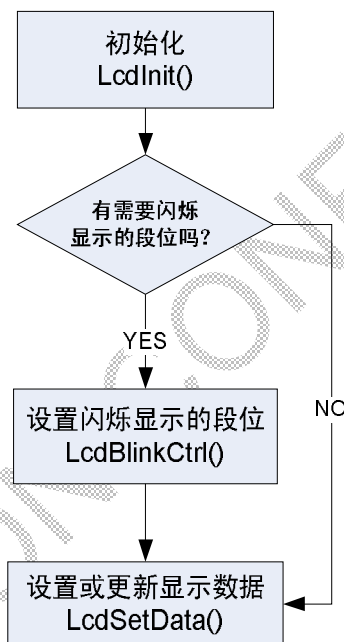 初始化
LcdInit()
有需要闪烁
显示的段位吗?
YES
设置闪烁显示的段位
LcdBlinkCtrl()
NO
设置或更新显示数据
LcdSetData()